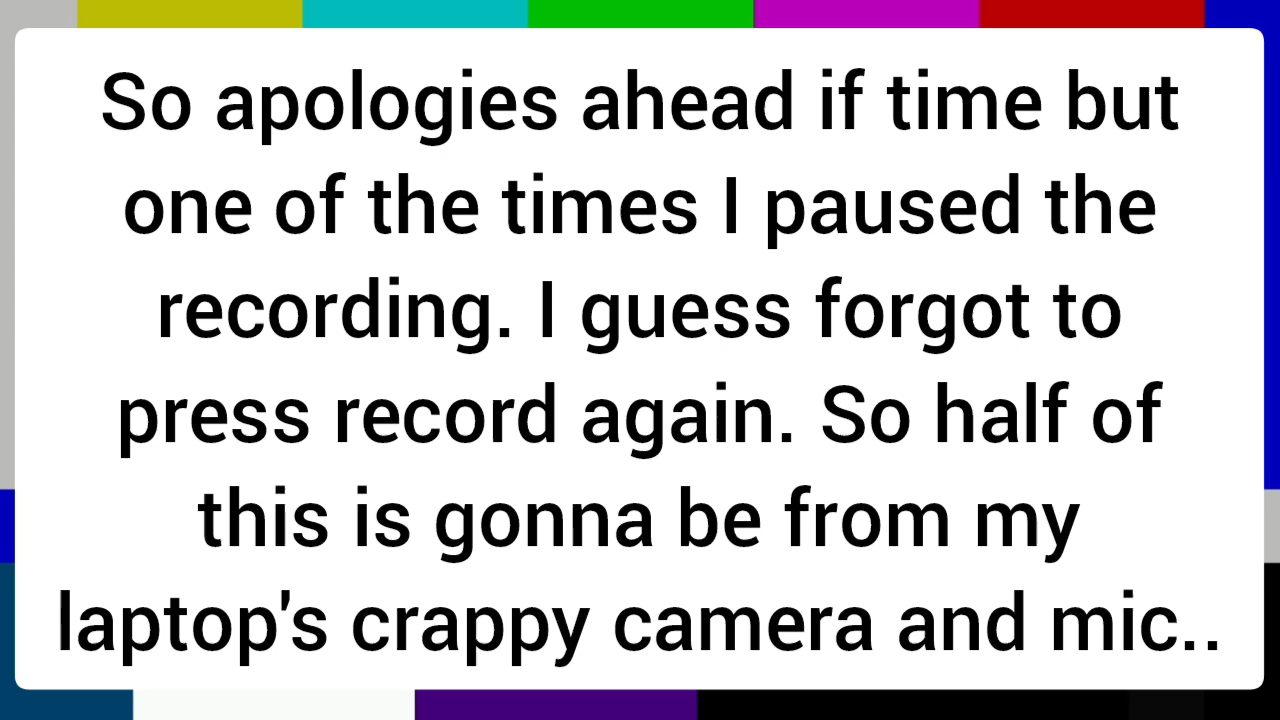 So apologies ahead if time but
one of the times I paused the
recording. I guess forgot to
press record again. So half of
this is gonna be from my
laptop's crappy camera and mic..